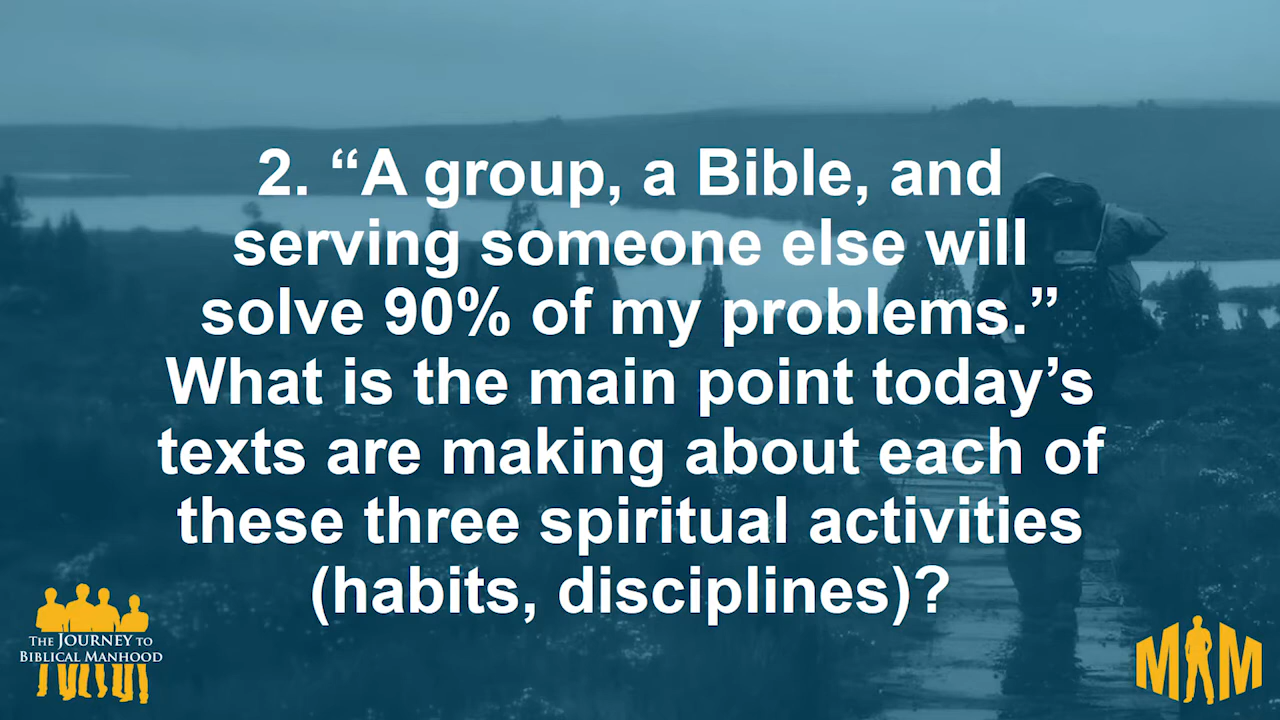 2. “A group, a Bible, and
serving someone else will
solve 90% of my problems.”
What is the main point today’s
texts are making about each of
these three spiritual activities
(habits, disciplines)?
THE JOURNEY TO
BIBLICAL MANHOOD
MIM